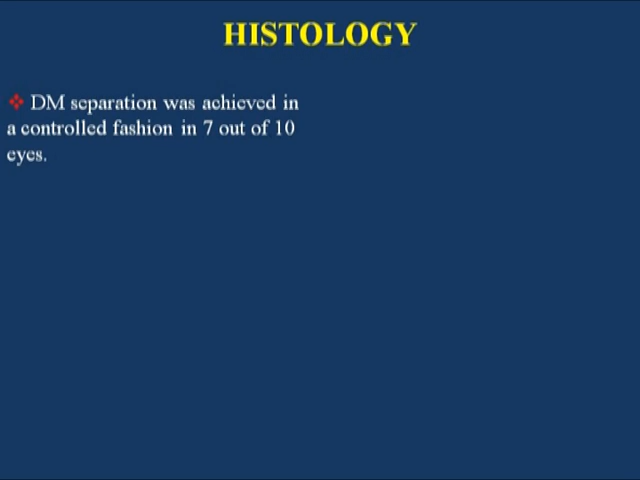 HISTOLOGY
❖ DM separation was achieved in
a controlled fashion in 7 out of 10
eyes.